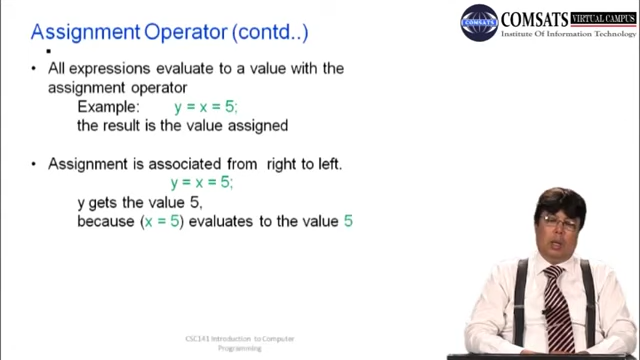 Assignment Operator (contd..)
COMSATS VIRTUAL CAMPUS
Institute Of Information Technology
• All expressions evaluate to a value with the
assignment operator
Example: y = x = 5;
the result is the value assigned
• Assignment is associated from right to left.
y = x = 5;
y gets the value 5,
because (x = 5) evaluates to the value 5
CSC141 Introduction to Computer
Programming